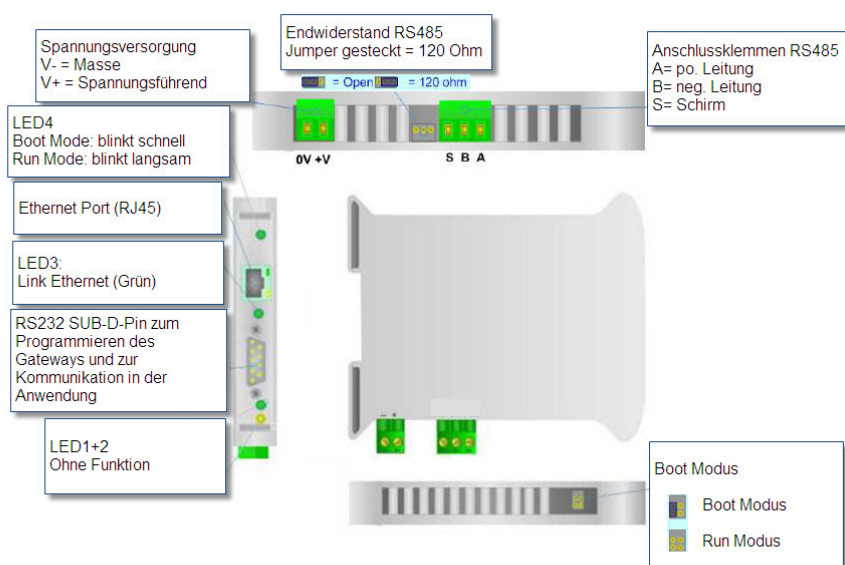 Spannungsversorgung
V- = Masse
V+ = Spannungsführend
Endwiderstand RS485
Jumper gesteckt = 120 Ohm
Anschlussklemmen RS485
A= po. Leitung
B= neg. Leitung
S= Schirm
= Open
= 120 ohm
0V +V
S B A
LED4
Boot Mode: blinkt schnell
Run Mode: blinkt langsam
Ethernet Port (RJ45)
LED3:
Link Ethernet (Grün)
RS232 SUB-D-Pin zum
Programmieren des
Gateways und zur
Kommunikation in der
Anwendung
LED1+2
Ohne Funktion
- +
Boot Modus
Boot Modus
Run Modus